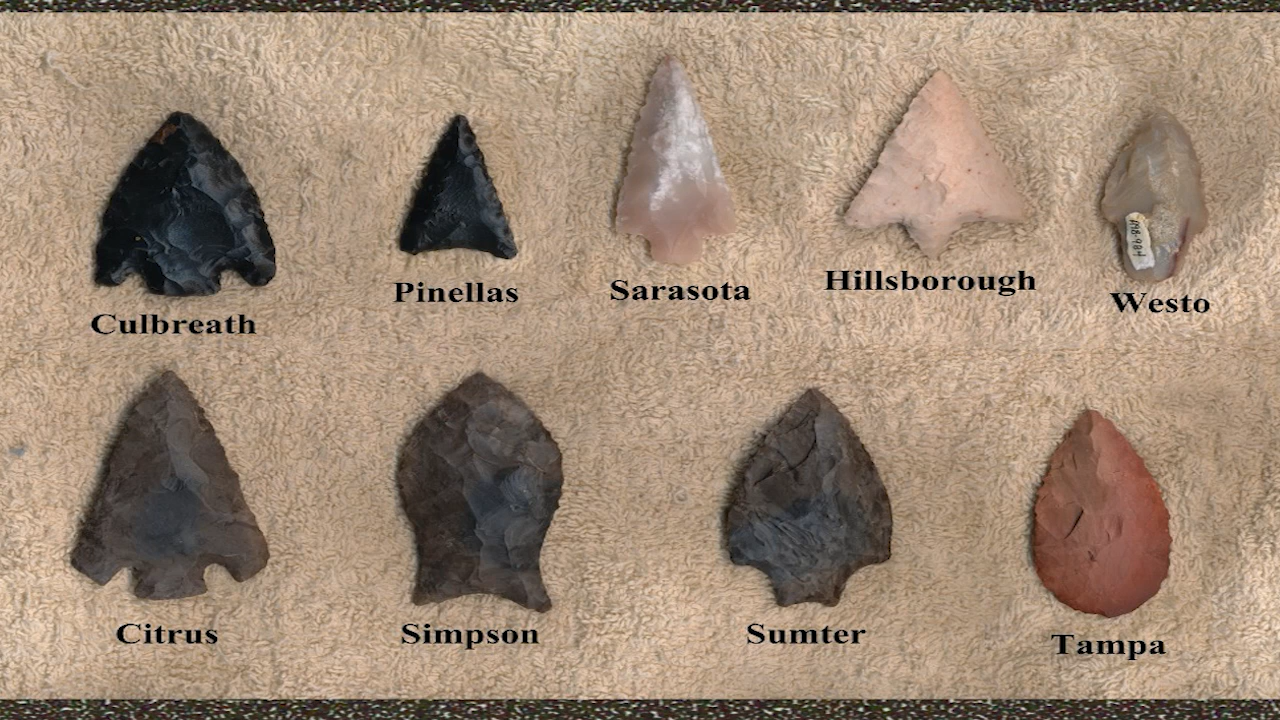 Culbreath
Pinellas
Sarasota
Hillsborough
Westo
Citrus
Simpson
Sumter
Tampa